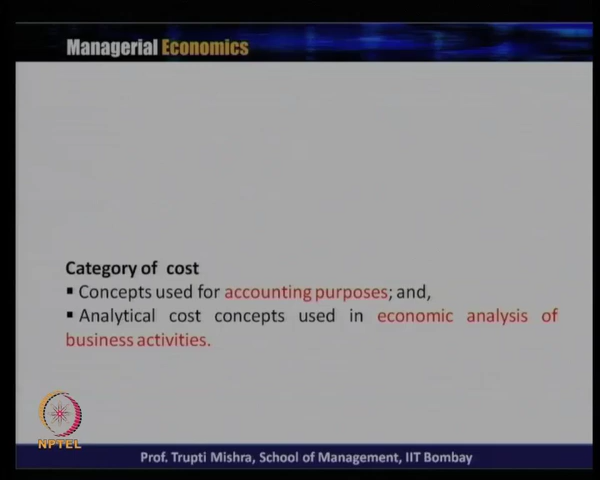 Managerial Economics
Category of cost
▪ Concepts used for accounting purposes; and,
▪ Analytical cost concepts used in economic analysis of
business activities.
NPTEL
Prof. Trupti Mishra, School of Management, IIT Bombay